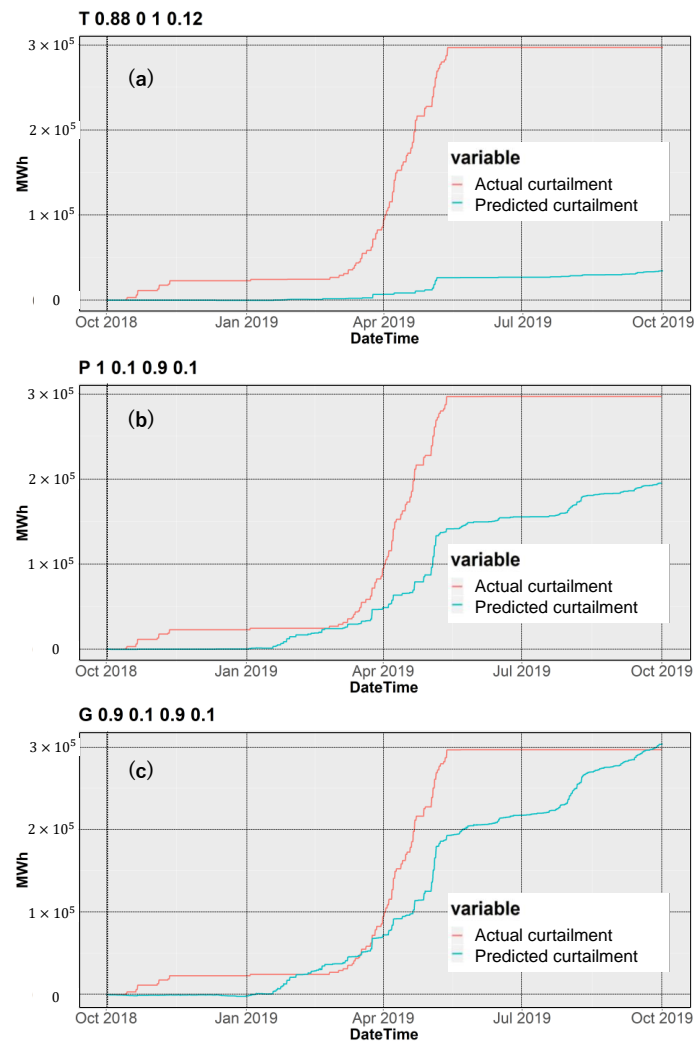 T 0.88 0 1 0.12
(a)
3 × 10⁵
2 × 10⁵
1 × 10⁵
0
MWh
variable
Actual curtailment
Predicted curtailment
Oct 2018 Jan 2019 Apr 2019 Jul 2019 Oct 2019
DateTime
P 1 0.1 0.9 0.1
(b)
3 × 10⁵
2 × 10⁵
1 × 10⁵
0
MWh
variable
Actual curtailment
Predicted curtailment
Oct 2018 Jan 2019 Apr 2019 Jul 2019 Oct 2019
DateTime
G 0.9 0.1 0.9 0.1
(c)
3 × 10⁵
2 × 10⁵
1 × 10⁵
0
MWh
variable
Actual curtailment
Predicted curtailment
Oct 2018 Jan 2019 Apr 2019 Jul 2019 Oct 2019
DateTime